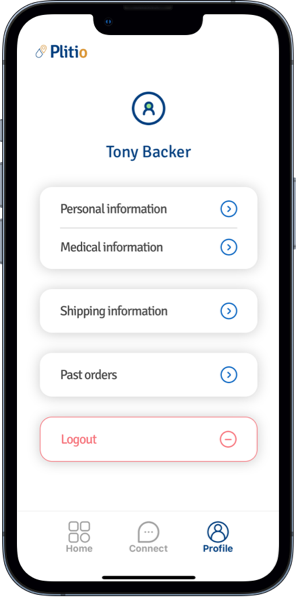 Plitio
Tony Backer
Personal information
Medical information
Shipping information
Past orders
Logout
Home
Connect
Profile